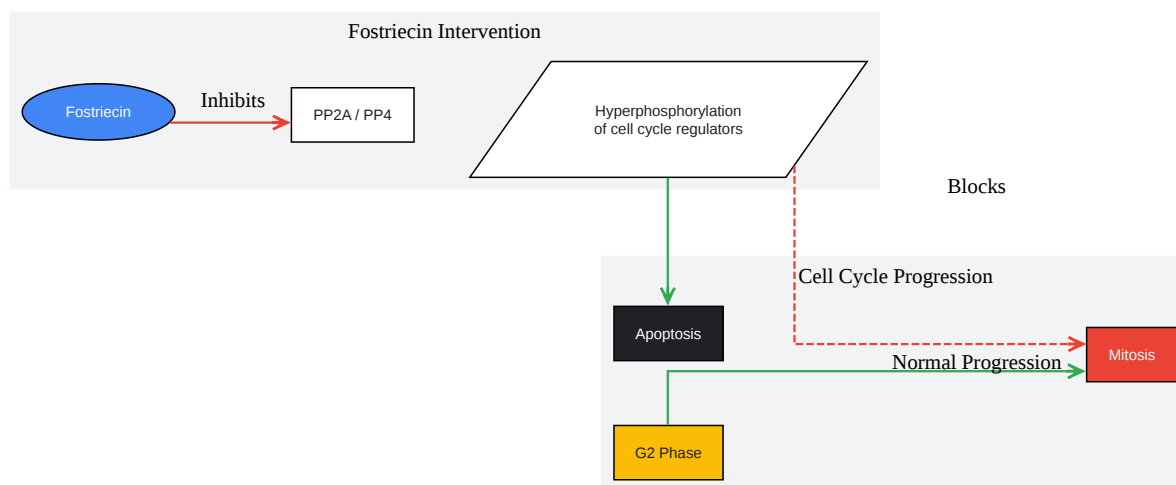 Fostriecin Intervention
Fostriecin
Inhibits
PP2A / PP4
Hyperphosphorylation
of cell cycle regulators
Blocks
Cell Cycle Progression
Apoptosis
Mitosis
Normal Progression
G2 Phase